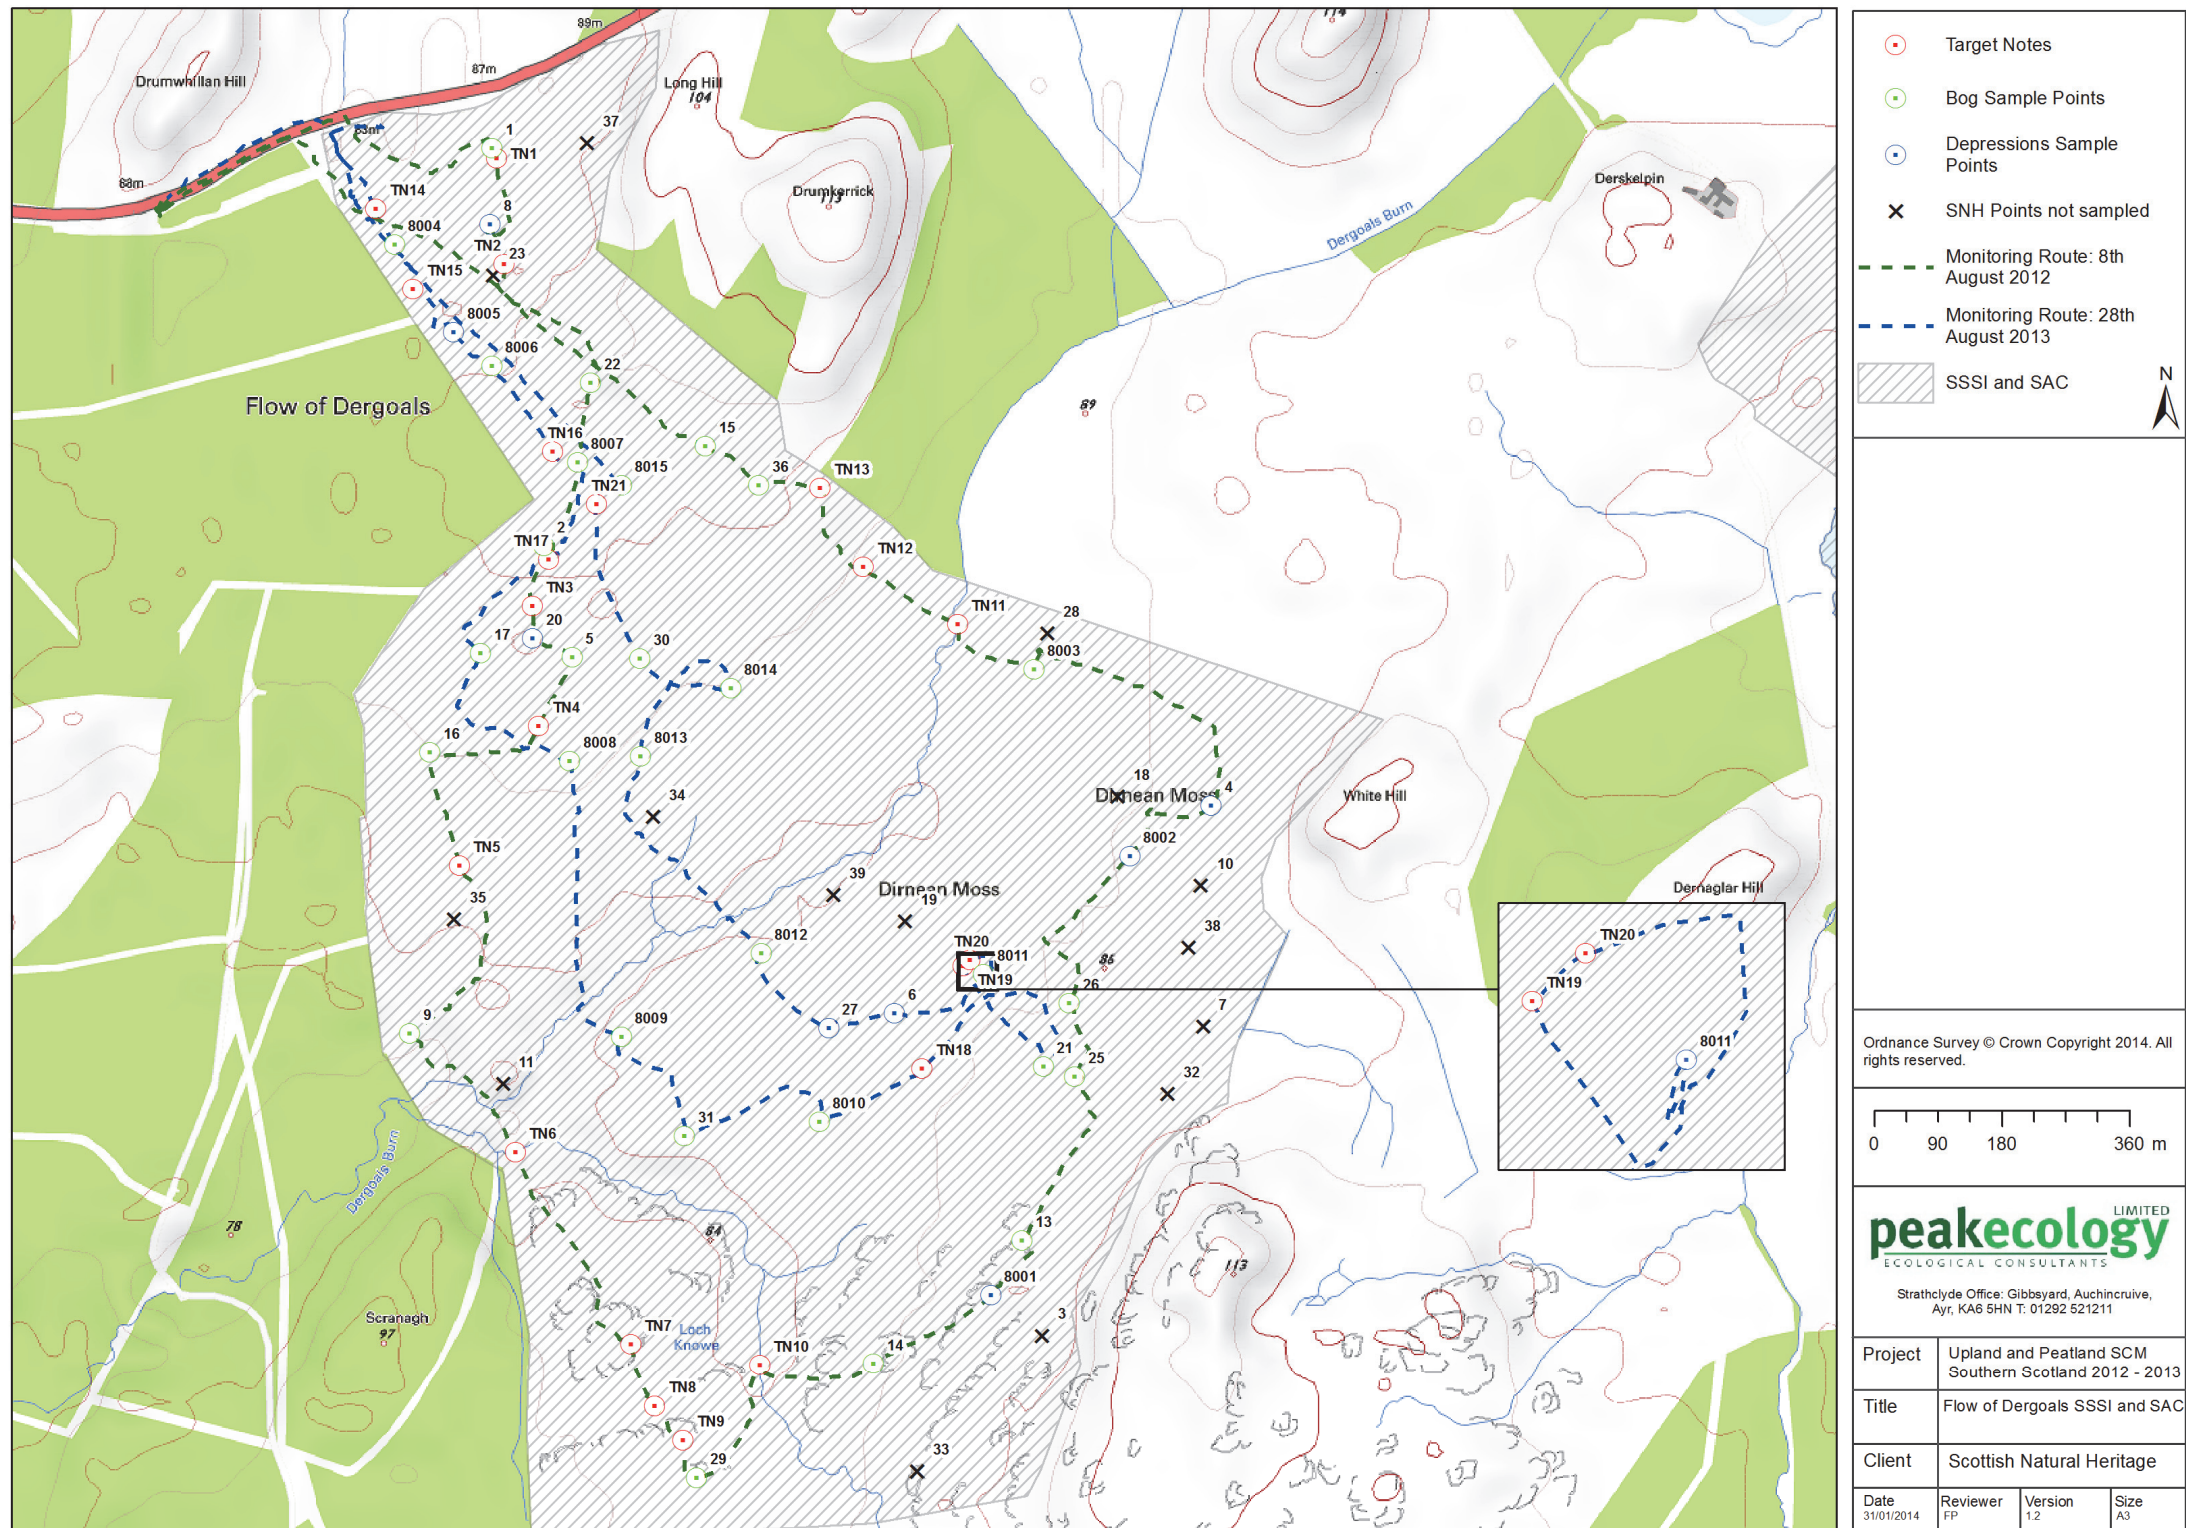 89m
114
Drumwhillan Hill
87m
Long Hill
104
83m
37
1
TN1
68m
TN14
8
Drumkerrick
113
Derskelpin
8004
TN2
23
Dergoals Burn
TN15
8005
8006
22
Flow of Dergoals
89
15
TN16
8007
8015
36
TN13
TN21
2
TN17
TN12
TN3
TN11
28
20
17
5
30
8003
8014
TN4
16
8008
8013
18
4
34
Dirnean Moss
White Hill
8002
TN5
39
10
Dirnean Moss
Dernaglar Hill
35
19
38
8012
TN20
8011
86
TN19
26
TN20
TN19
8011
9
8009
27
6
7
TN18
21
25
11
32
31
8010
TN6
Dergoals Burn
78
84
13
113
8001
Scranagh
97
TN7
Loch
Knowe
3
TN10
14
TN8
TN9
29
33
Target Notes
Bog Sample Points
Depressions Sample
Points
SNH Points not sampled
Monitoring Route: 8th
August 2012
Monitoring Route: 28th
August 2013
SSSI and SAC
N
Ordnance Survey © Crown Copyright 2014. All
rights reserved.
0 90 180 360 m
peakecology LIMITED
ECOLOGICAL CONSULTANTS
Strathclyde Office: Gibbsyard, Auchincruive,
Ayr, KA6 5HN T: 01292 521211
Project Upland and Peatland SCM
Southern Scotland 2012 - 2013
Title Flow of Dergoals SSSI and SAC
Client Scottish Natural Heritage
Date Reviewer Version Size
31/01/2014 FP 1.2 A3